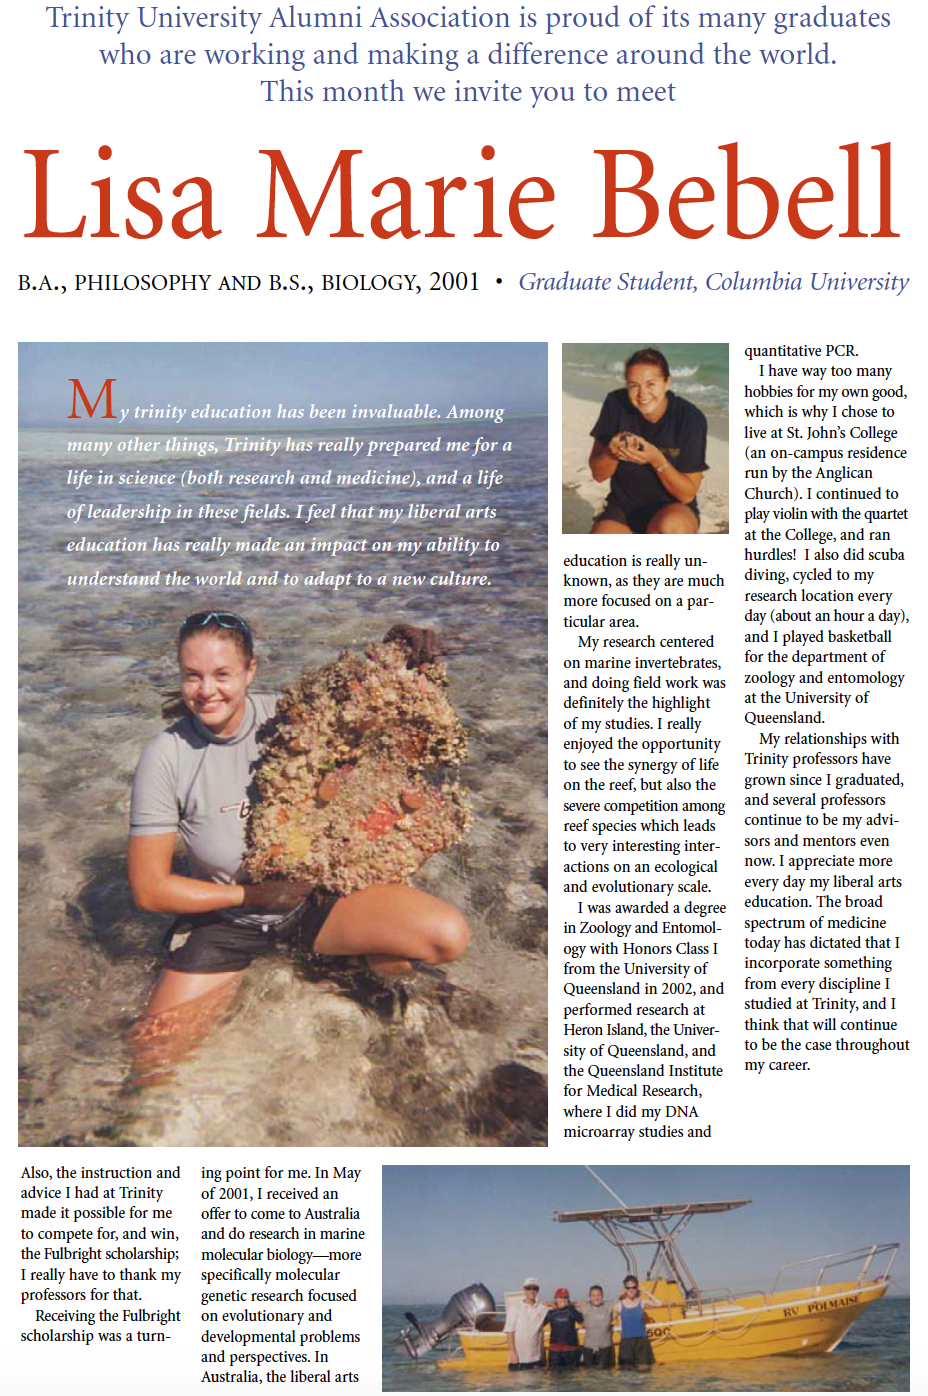 Trinity University Alumni Association is proud of its many graduates
who are working and making a difference around the world.
This month we invite you to meet
Lisa Marie Bebell
B.A., PHILOSOPHY AND B.S., BIOLOGY, 2001 • Graduate Student, Columbia University
My trinity education has been invaluable. Among
many other things, Trinity has really prepared me for a
life in science (both research and medicine), and a life
of leadership in these fields. I feel that my liberal arts
education has really made an impact on my ability to
understand the world and to adapt to a new culture.
Also, the instruction and
advice I had at Trinity
made it possible for me
to compete for, and win,
the Fulbright scholarship;
I really have to thank my
professors for that.
Receiving the Fulbright
scholarship was a turn-
ing point for me. In May
of 2001, I received an
offer to come to Australia
and do research in marine
molecular biology—more
specifically molecular
genetic research focused
on evolutionary and
developmental problems
and perspectives. In
Australia, the liberal arts
education is really un-
known, as they are much
more focused on a par-
ticular area.
My research centered
on marine invertebrates,
and doing field work was
definitely the highlight
of my studies. I really
enjoyed the opportunity
to see the synergy of life
on the reef, but also the
severe competition among
reef species which leads
to very interesting inter-
actions on an ecological
and evolutionary scale.
I was awarded a degree
in Zoology and Entomol-
ogy with Honors Class I
from the University of
Queensland in 2002, and
performed research at
Heron Island, the Univer-
sity of Queensland, and
the Queensland Institute
for Medical Research,
where I did my DNA
microarray studies and
quantitative PCR.
I have way too many
hobbies for my own good,
which is why I chose to
live at St. John's College
(an on-campus residence
run by the Anglican
Church). I continued to
play violin with the quartet
at the College, and ran
hurdles! I also did scuba
diving, cycled to my
research location every
day (about an hour a day),
and I played basketball
for the department of
zoology and entomology
at the University of
Queensland.
My relationships with
Trinity professors have
grown since I graduated,
and several professors
continue to be my advi-
sors and mentors even
now. I appreciate more
every day my liberal arts
education. The broad
spectrum of medicine
today has dictated that I
incorporate something
from every discipline I
studied at Trinity, and I
think that will continue
to be the case throughout
my career.
RV POLMAISE